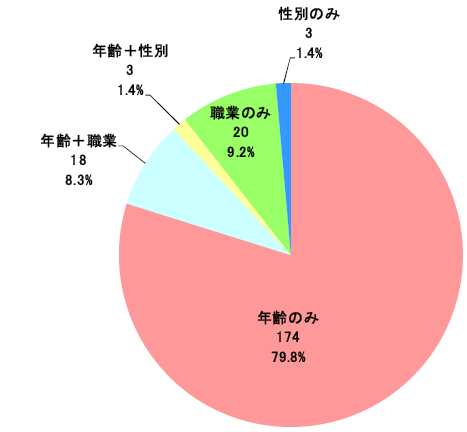 性別のみ
3
1.4%
年齢＋性別
3
1.4%
職業のみ
20
9.2%
年齢＋職業
18
8.3%
年齢のみ
174
79.8%